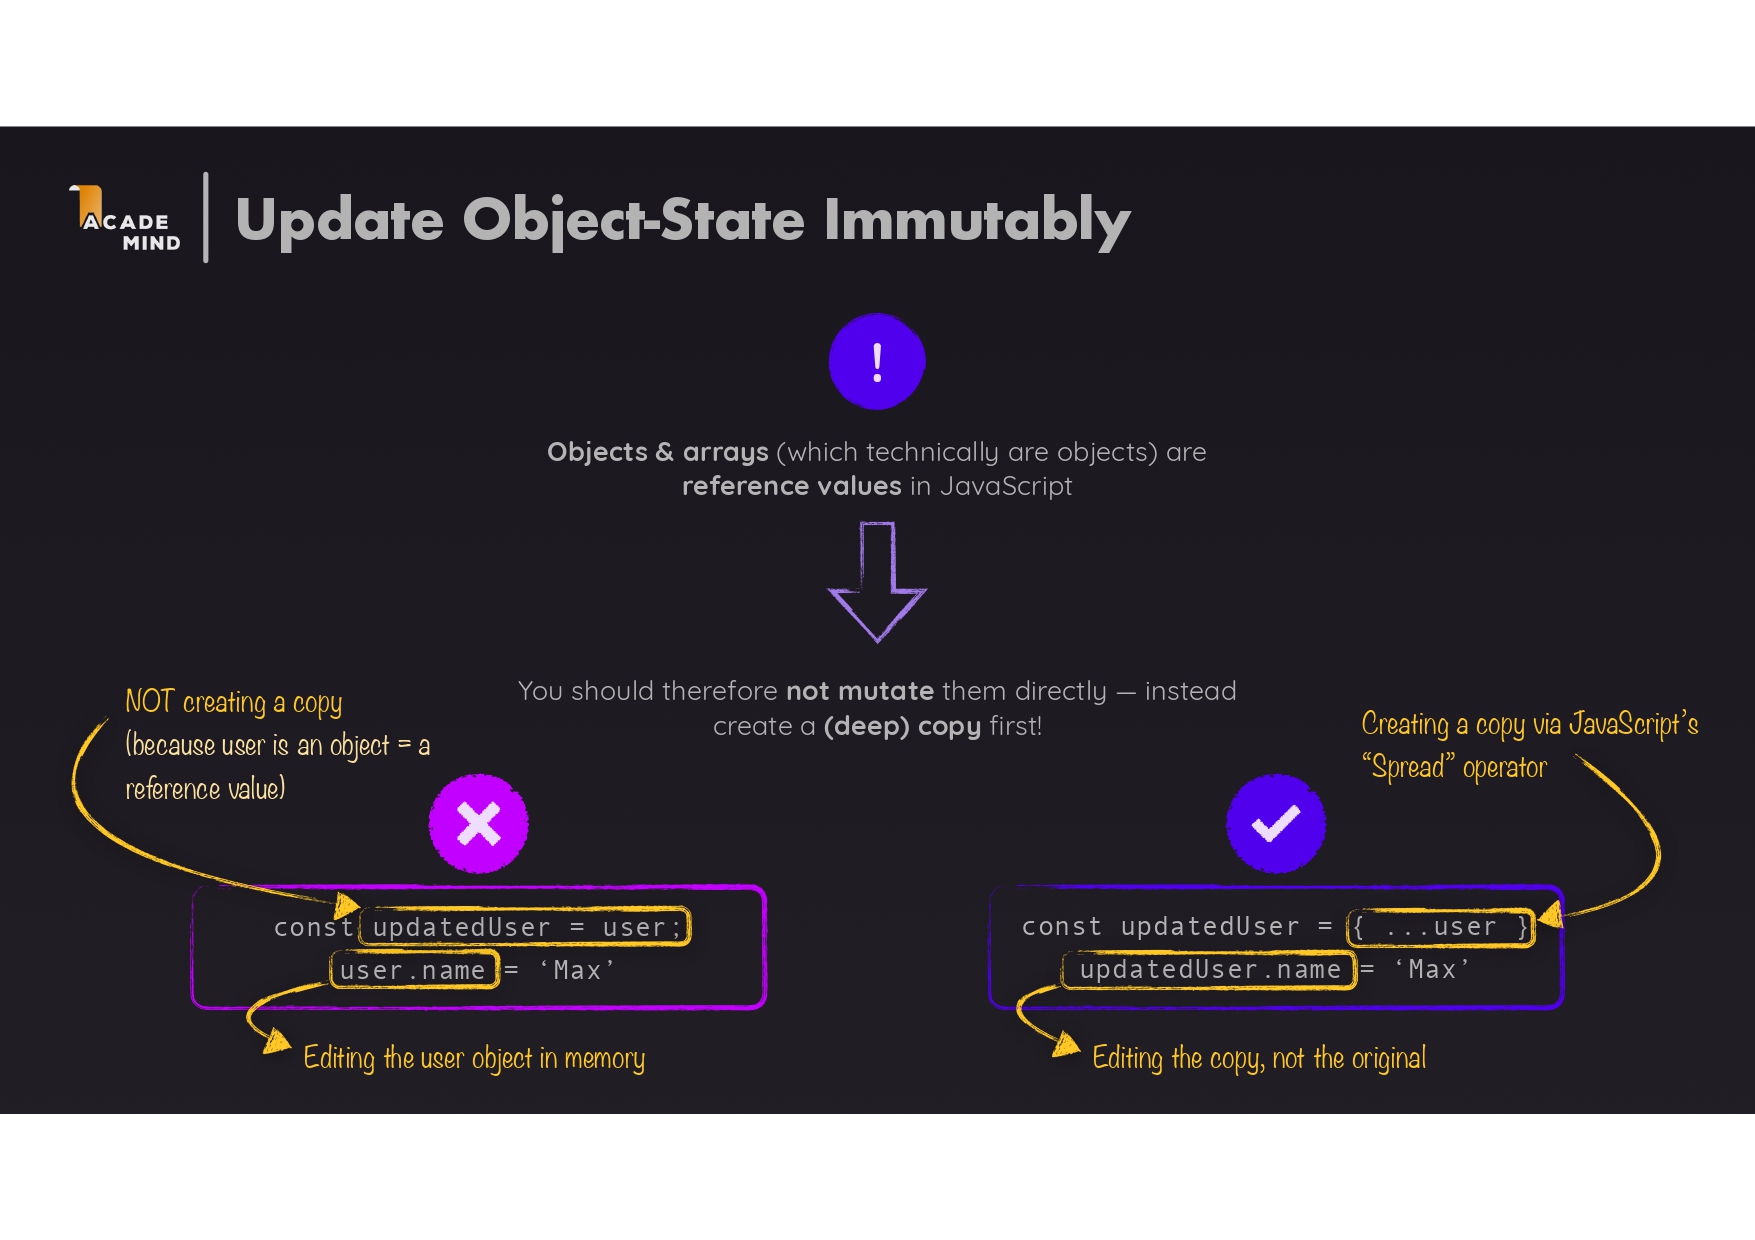 ACADE
MIND
Update Object-State Immutably
!
Objects & arrays (which technically are objects) are
reference values in JavaScript
You should therefore not mutate them directly — instead
create a (deep) copy first!
NOT creating a copy
(because user is an object = a
reference value)
const updatedUser = user;
user.name = ‘Max’
Editing the user object in memory
Creating a copy via JavaScript’s
“Spread” operator
const updatedUser = { ...user }
updatedUser.name = ‘Max’
Editing the copy, not the original